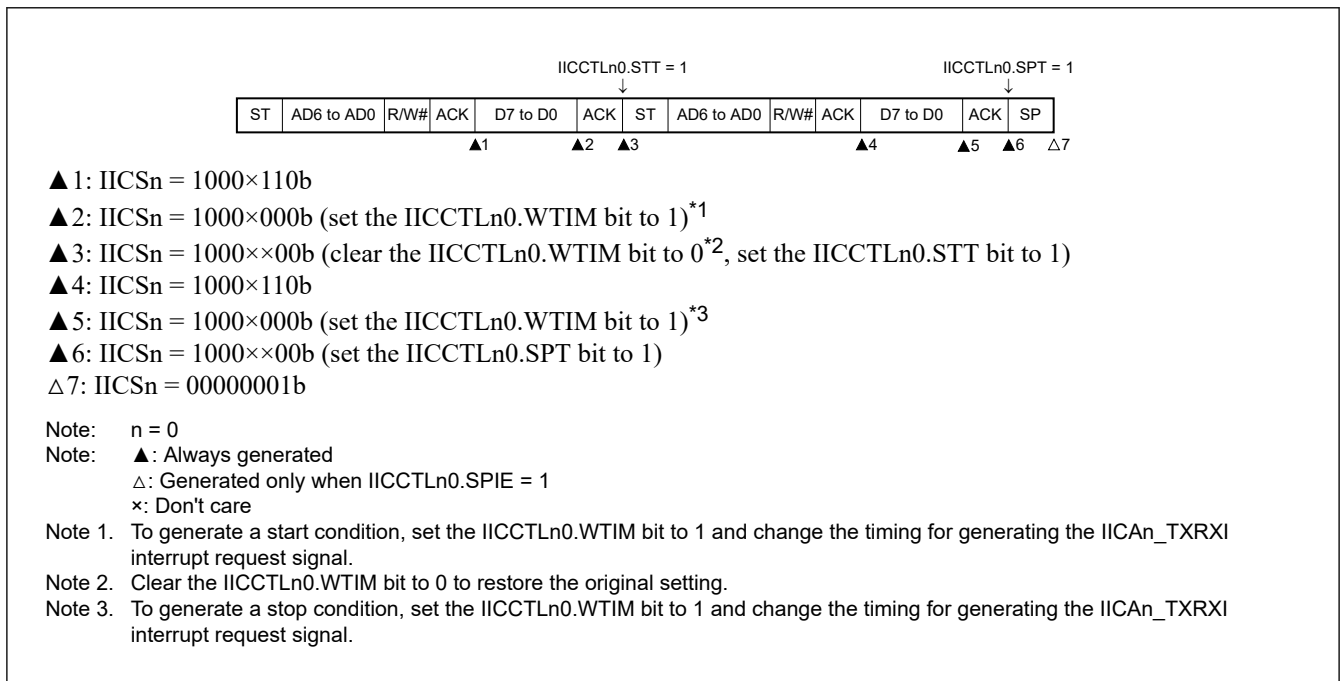 IICCTLn0.STT = 1 IICCTLn0.SPT = 1
↓ ↓
ST AD6 to AD0 R/W# ACK D7 to D0 ACK ST AD6 to AD0 R/W# ACK D7 to D0 ACK SP
▲1 ▲2 ▲3 ▲4 ▲5 ▲6 △7
▲1: IICSn = 1000×110b
▲2: IICSn = 1000×000b (set the IICCTLn0.WTIM bit to 1)*1
▲3: IICSn = 1000××00b (clear the IICCTLn0.WTIM bit to 0*2, set the IICCTLn0.STT bit to 1)
▲4: IICSn = 1000×110b
▲5: IICSn = 1000×000b (set the IICCTLn0.WTIM bit to 1)*3
▲6: IICSn = 1000××00b (set the IICCTLn0.SPT bit to 1)
△7: IICSn = 00000001b
Note: n = 0
Note: ▲: Always generated
△: Generated only when IICCTLn0.SPIE = 1
×: Don't care
Note 1. To generate a start condition, set the IICCTLn0.WTIM bit to 1 and change the timing for generating the IICAn_TXRXI
interrupt request signal.
Note 2. Clear the IICCTLn0.WTIM bit to 0 to restore the original setting.
Note 3. To generate a stop condition, set the IICCTLn0.WTIM bit to 1 and change the timing for generating the IICAn_TXRXI
interrupt request signal.